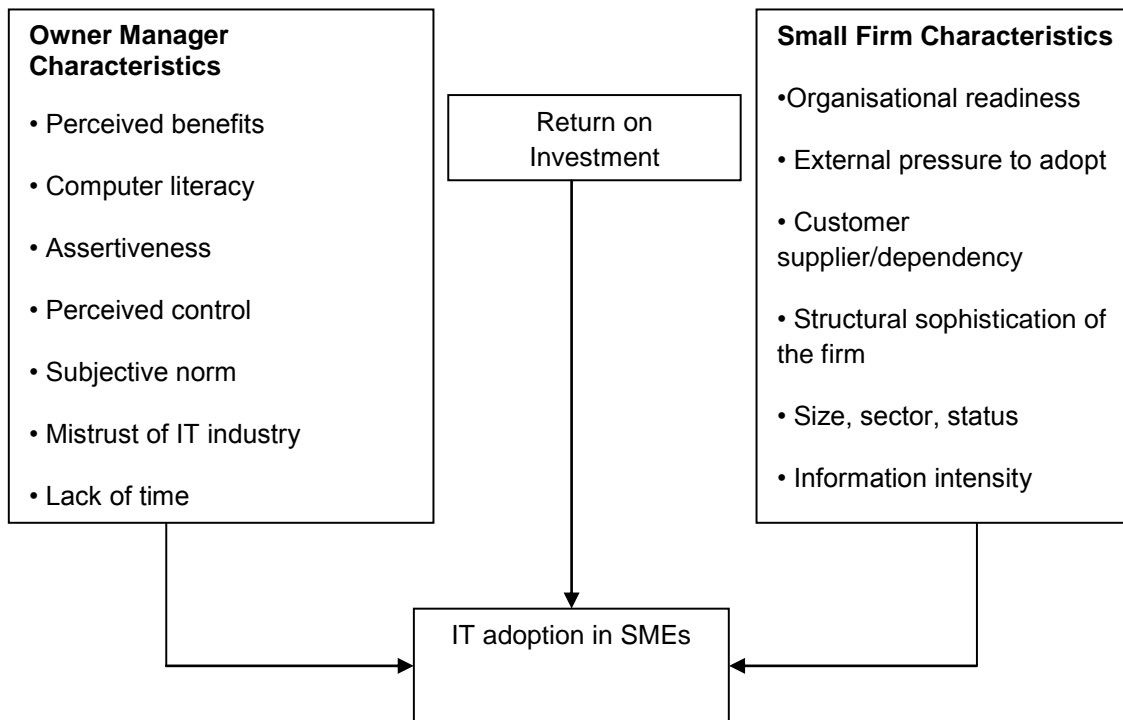 Owner Manager
Characteristics
• Perceived benefits
• Computer literacy
• Assertiveness
• Perceived control
• Subjective norm
• Mistrust of IT industry
• Lack of time
Return on
Investment
Small Firm Characteristics
•Organisational readiness
• External pressure to adopt
• Customer
supplier/dependency
• Structural sophistication of
the firm
• Size, sector, status
• Information intensity
IT adoption in SMEs